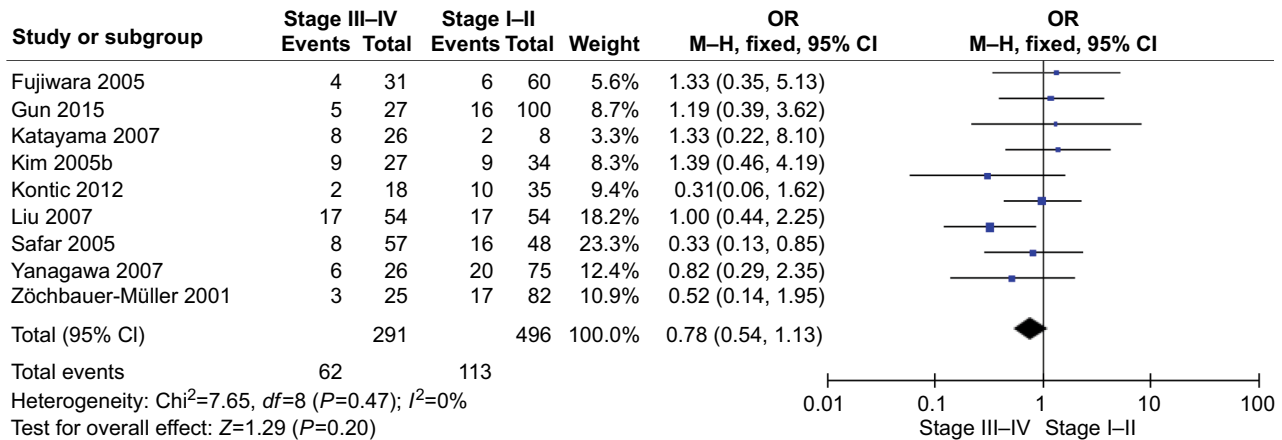 Study or subgroup Stage III–IV Stage I–II Weight OR OR
Events Total Events Total M–H, fixed, 95% CI M–H, fixed, 95% CI
Fujiwara 2005 4 31 6 60 5.6% 1.33 (0.35, 5.13)
Gun 2015 5 27 16 100 8.7% 1.19 (0.39, 3.62)
Katayama 2007 8 26 2 8 3.3% 1.33 (0.22, 8.10)
Kim 2005b 9 27 9 34 8.3% 1.39 (0.46, 4.19)
Kontic 2012 2 18 10 35 9.4% 0.31(0.06, 1.62)
Liu 2007 17 54 17 54 18.2% 1.00 (0.44, 2.25)
Safar 2005 8 57 16 48 23.3% 0.33 (0.13, 0.85)
Yanagawa 2007 6 26 20 75 12.4% 0.82 (0.29, 2.35)
Zöchbauer-Müller 2001 3 25 17 82 10.9% 0.52 (0.14, 1.95)
Total (95% CI) 291 496 100.0% 0.78 (0.54, 1.13)
Total events 62 113
Heterogeneity: Chi²=7.65, df=8 (P=0.47); I²=0%
Test for overall effect: Z=1.29 (P=0.20)
0.01 0.1 1 10 100
Stage III–IV Stage I–II